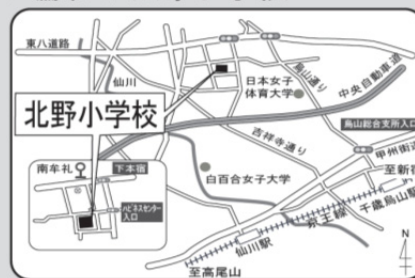 東八道路
仙川
日本女子
体育大学
烏山通り
中央自動車道
北野小学校
吉祥寺通り
烏山総合支所入口
甲州街道
至新宿
南牟礼
下本宿
ハピネスセンター
入口
白百合女子大学
京王線
千歳烏山
仙川駅
至高尾山
N